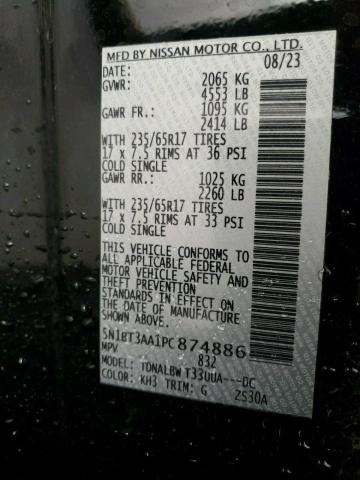 MFD BY NISSAN MOTOR CO., LTD.
DATE: 08/23
GVWR: 2065 KG
4553 LB
GAWR FR.: 1095 KG
2414 LB
WITH 235/65R17 TIRES
17 x 7.5 RIMS AT 36 PSI
COLD SINGLE
GAWR RR.: 1025 KG
2260 LB
WITH 235/65R17 TIRES
17 x 7.5 RIMS AT 33 PSI
COLD SINGLE
THIS VEHICLE CONFORMS TO
ALL APPLICABLE FEDERAL
MOTOR VEHICLE SAFETY AND
THEFT PREVENTION
STANDARDS IN EFFECT ON
THE DATE OF MANUFACTURE
SHOWN ABOVE.
5N1BT3AA1PC874886
MPV 832
MODEL: TDNALBW T33UUA---DC
COLOR: KH3 TRIM: G ZS30A